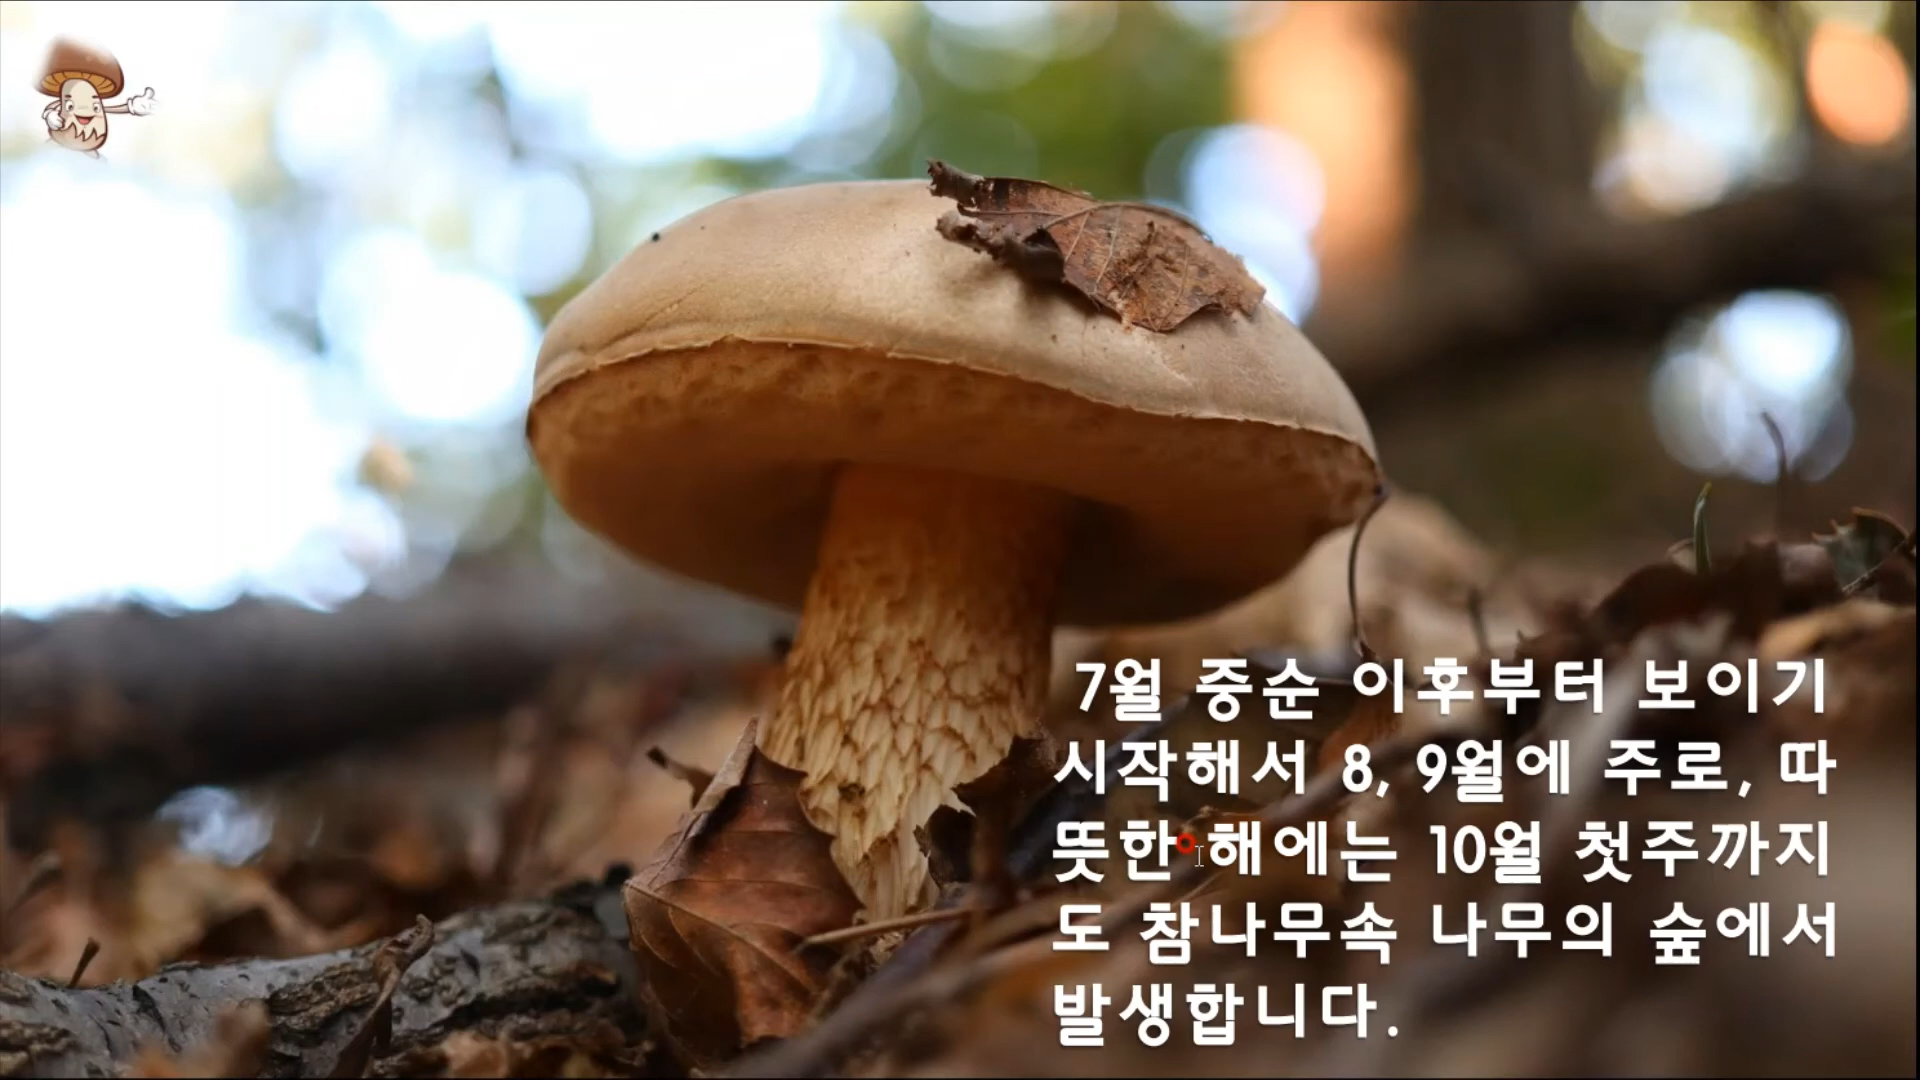 7월 중순 이후부터 보이기
시작해서 8, 9월에 주로, 따
뜻한 해에는 10월 첫주까지
도 참나무속 나무의 숲에서
발생합니다.